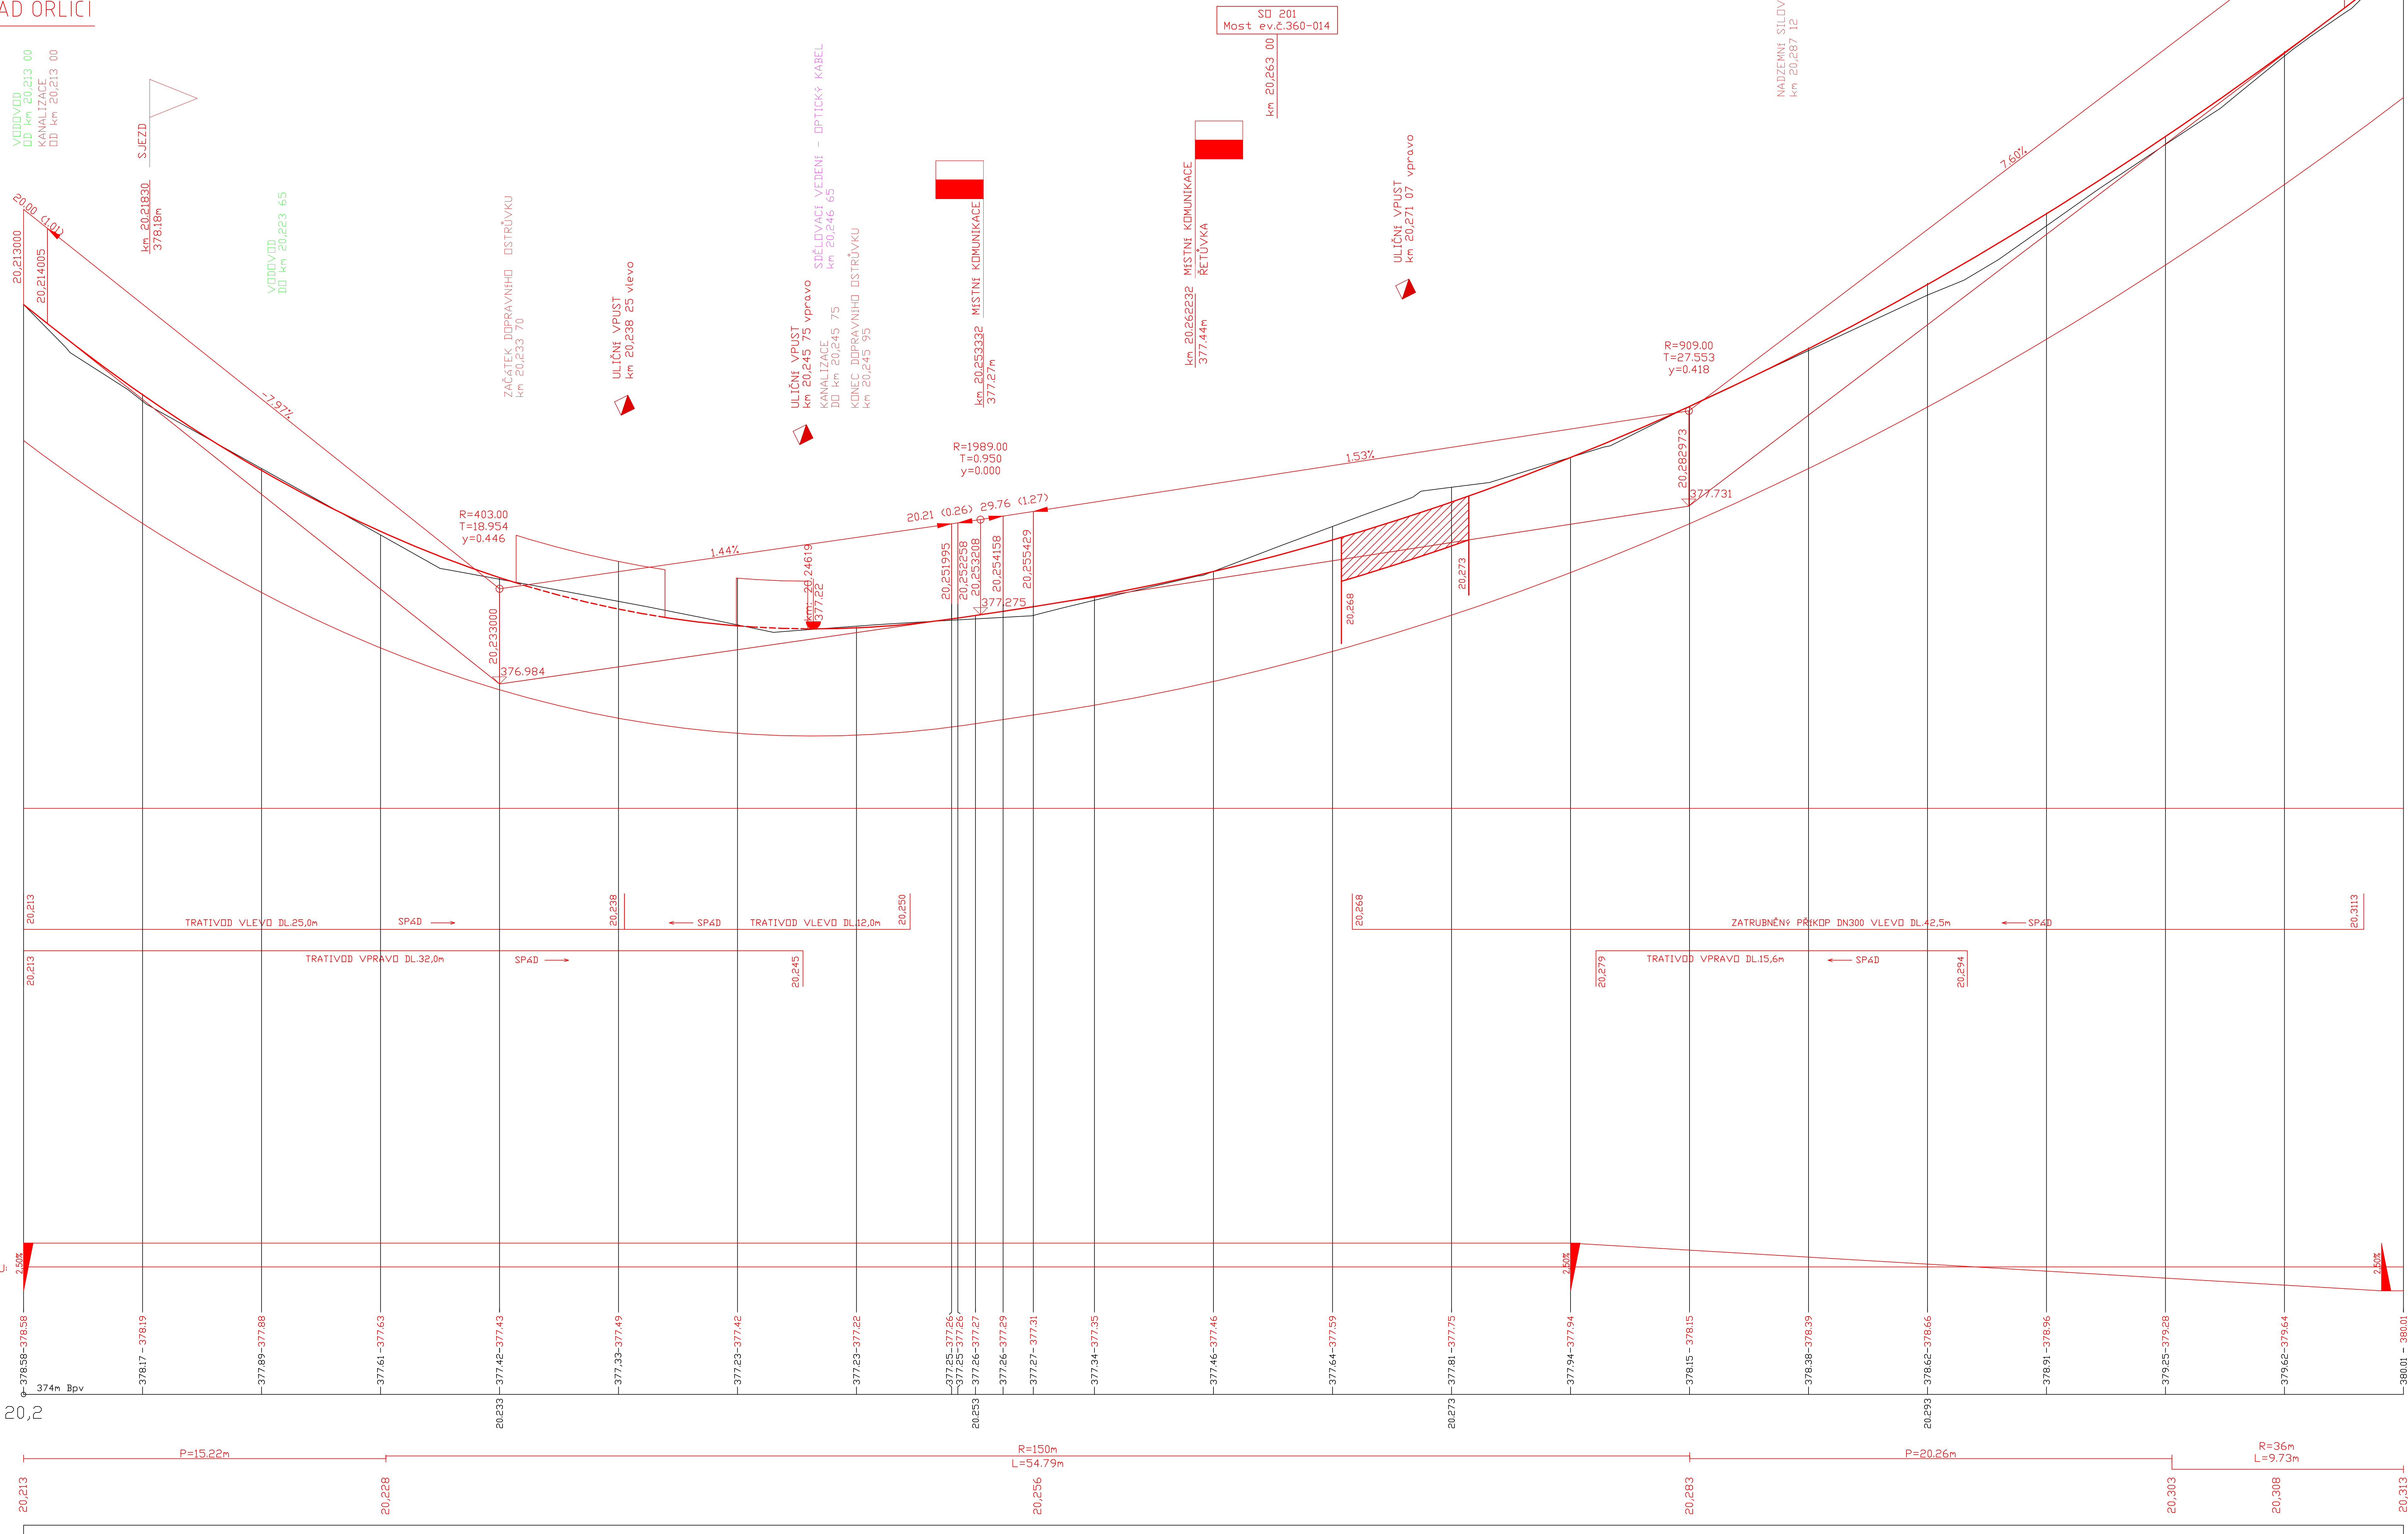 AD ORLICI
SO 201
Most ev.č.360-014
km 20,263 00
VODOVOD
OD km 20,213 00
KANALIZACE
OD km 20,213 00
SJEZD
km 20.21830
378.18m
VODOVOD
DO km 20,223 65
ZAČÁTEK DOPRAVNÍHO OSTRŮVKU
km 20,233 70
ULIČNÍ VPUST
km 20,238 25 vlevo
ULIČNÍ VPUST
km 20,245 75 vpravo
SDĚLOVACÍ VEDENÍ - OPTICKÝ KABEL
km 20,246 65
KANALIZACE
DO km 20,245 75
KONEC DOPRAVNÍHO OSTRŮVKU
km 20,245 95
km 20.253332 MÍSTNÍ KOMUNIKACE
377.27m
km 20.262232 MÍSTNÍ KOMUNIKACE
377.44m ŘETŮVKA
ULIČNÍ VPUST
km 20,271 07 vpravo
NADZEMNÍ SILOV
km 20,287 12
20.00 (1.01)
20,213000
20,214005
-7.97%
7.60%
R=909.00
T=27.553
y=0.418
R=1989.00
T=0.950
y=0.000
R=403.00
T=18.954
y=0.446
1.53%
1.44%
20.21 (0.26) 29.76 (1.27)
20,282973
377.731
20,251995
20,252258
20,253208
20,254158
20,255429
377.275
km: 20.24619
377.22
20,233000
376.984
20,268
20,273
20,213
TRATIVOD VLEVO DL.25,0m
SPÁD
20,238
SPÁD
TRATIVOD VLEVO DL.12,0m
20,250
20,268
ZATRUBNĚNÝ PŘÍKOP DN300 VLEVO DL.42,5m
SPÁD
20,3113
20,213
TRATIVOD VPRAVO DL.32,0m
SPÁD
20,245
20,279
TRATIVOD VPRAVO DL.15,6m
SPÁD
20,294
2.50%
2.50%
2.50%
378.58-378.58
378.17-378.19
377.89-377.88
377.61-377.63
377.42-377.43
377.33-377.49
377.23-377.42
377.23-377.22
377.25-377.26
377.25-377.26
377.26-377.27
377.26-377.29
377.27-377.31
377.34-377.35
377.46-377.46
377.64-377.59
377.81-377.75
377.94-377.94
378.15-378.15
378.38-378.39
378.62-378.66
378.91-378.96
379.25-379.28
379.62-379.64
380.01-380.01
374m Bpv
20,2
20.233
20.253
20.273
20.293
P=15.22m
R=150m
L=54.79m
P=20.26m
R=36m
L=9.73m
20,213
20,228
20,256
20,283
20,303
20,308
20,313